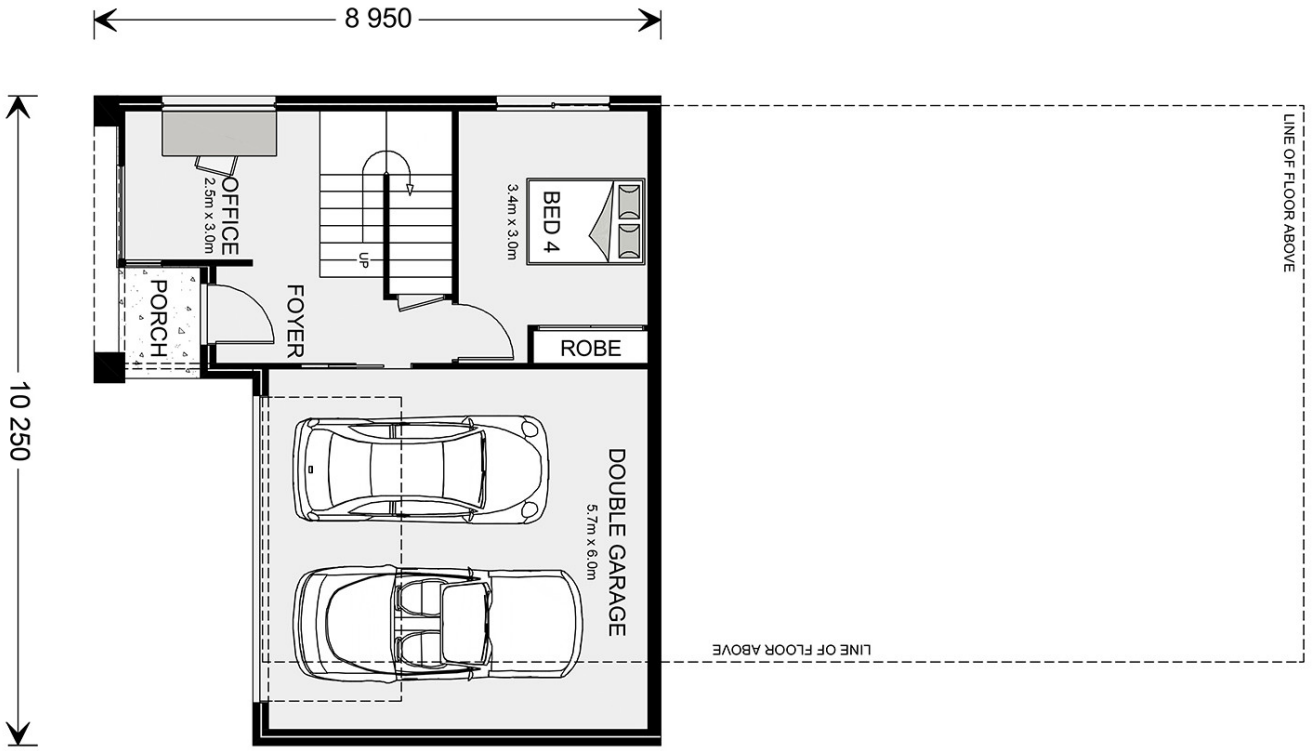 8 950
10 250
OFFICE
2.5m x 3.0m
UP
BED 4
3.4m x 3.0m
LINE OF FLOOR ABOVE
PORCH
FOYER
ROBE
DOUBLE GARAGE
5.7m x 6.0m
LINE OF FLOOR ABOVE